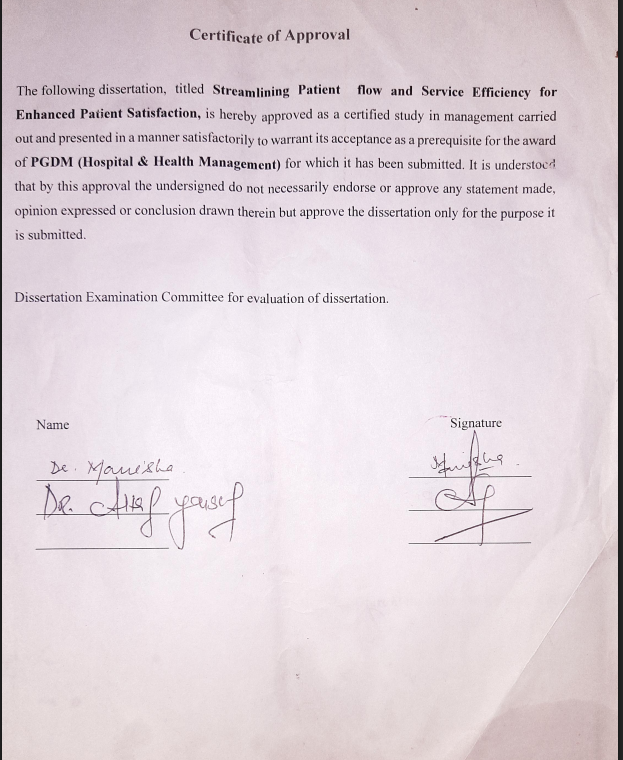 Certificate of Approval
The following dissertation, titled Streamlining Patient flow and Service Efficiency for
Enhanced Patient Satisfaction, is hereby approved as a certified study in management carried
out and presented in a manner satisfactorily to warrant its acceptance as a prerequisite for the award
of PGDM (Hospital & Health Management) for which it has been submitted. It is understood
that by this approval the undersigned do not necessarily endorse or approve any statement made,
opinion expressed or conclusion drawn therein but approve the dissertation only for the purpose it
is submitted.
Dissertation Examination Committee for evaluation of dissertation.
Name Signature
De. Manisha
Dr. Altaf yousuf